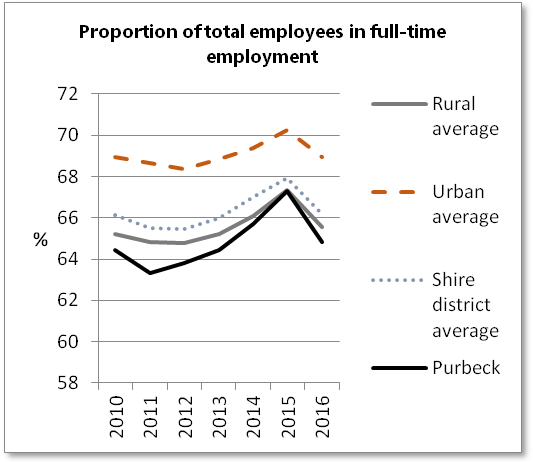 Proportion of total employees in full-time
employment
72
70
68
66
64
62
60
58
%
2010
2011
2012
2013
2014
2015
2016
Rural
average
Urban
average
Shire
district
average
Purbeck